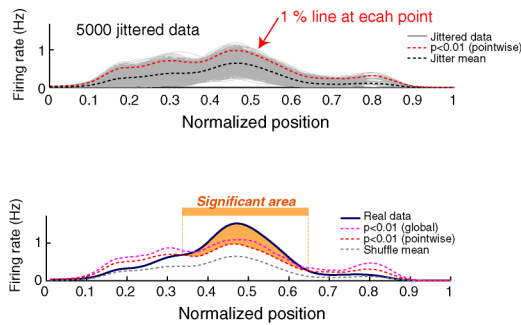 5000 jittered data
1 % line at ecah point
Jittered data
p<0.01 (pointwise)
Jitter mean
Firing rate (Hz)
1
0
0 0.1 0.2 0.3 0.4 0.5 0.6 0.7 0.8 0.9 1
Normalized position
Significant area
Real data
p<0.01 (global)
p<0.01 (pointwise)
Shuffle mean
Firing rate (Hz)
1
0
0 0.1 0.2 0.3 0.4 0.5 0.6 0.7 0.8 0.9 1
Normalized position